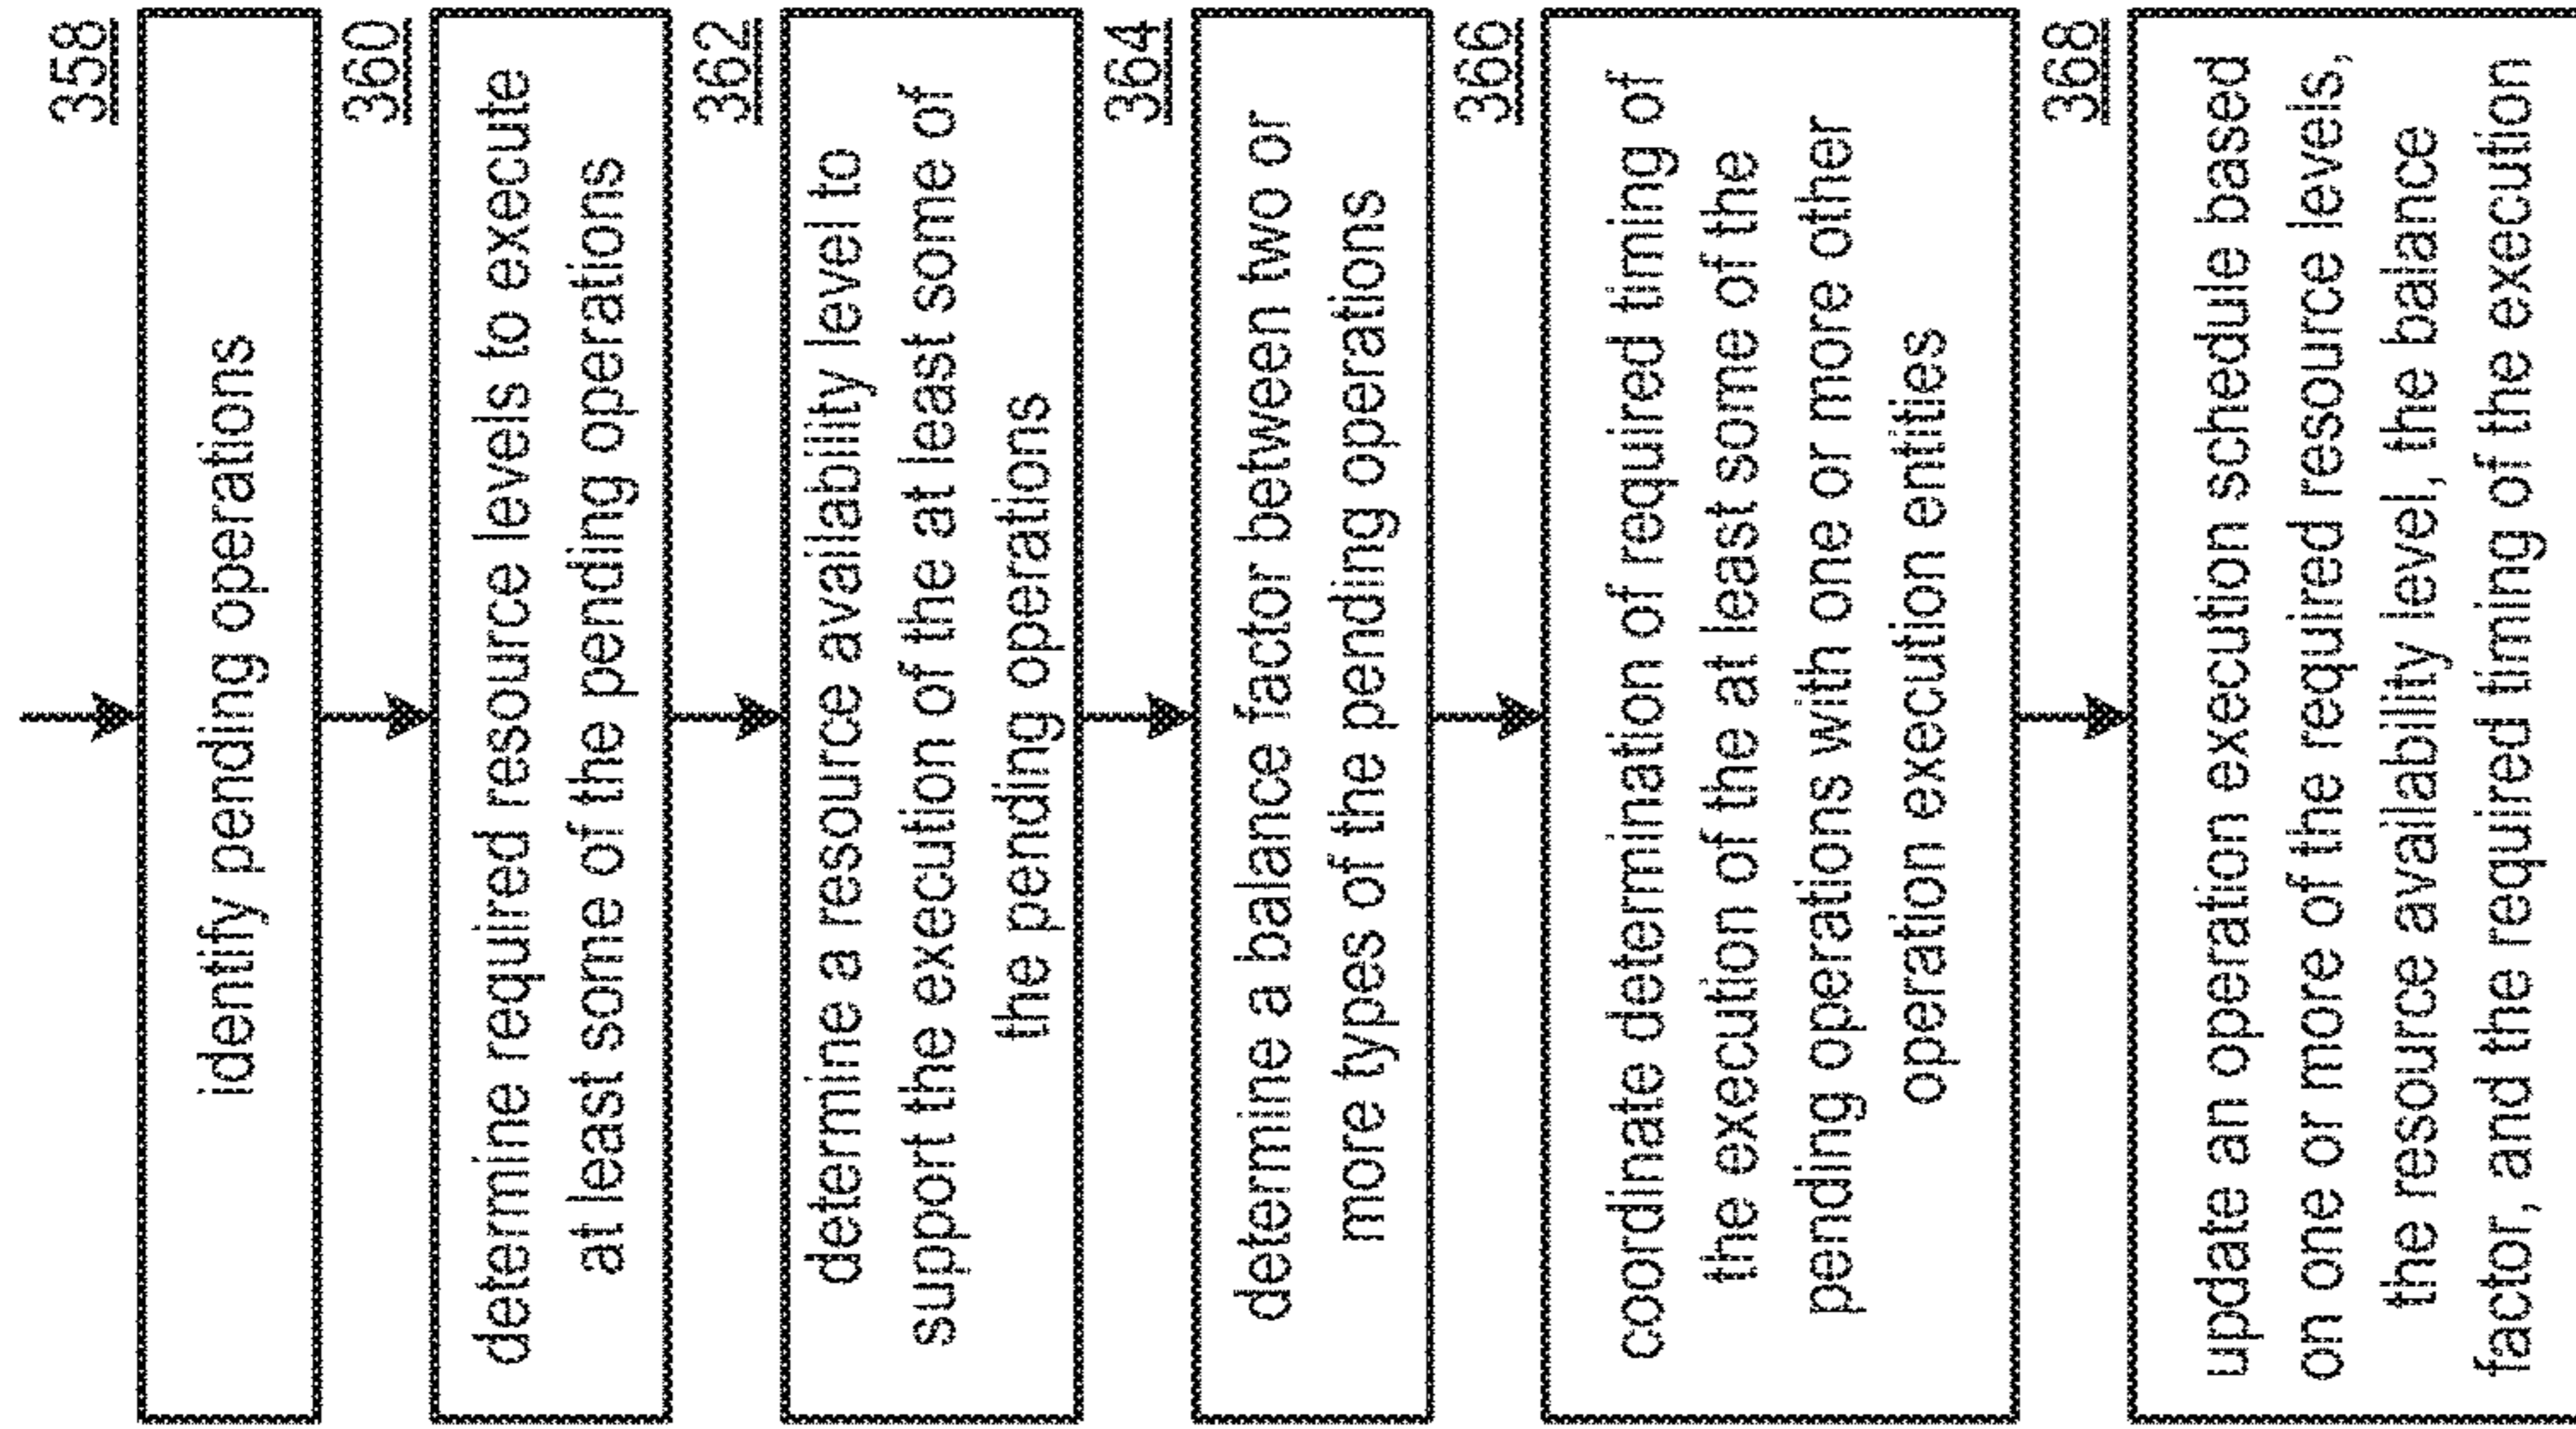 358
identify pending operations
360
determine required resource levels to execute
at least some of the pending operations
362
determine a resource availability level to
support the execution of the at least some of
the pending operations
364
determine a balance factor between two or
more types of the pending operations
366
coordinate determination of required timing of
the execution of the at least some of the
pending operations with one or more other
operation execution entities
368
update an operation execution schedule based
on one or more of the required resource levels,
the resource availability level, the balance
factor, and the required timing of the execution